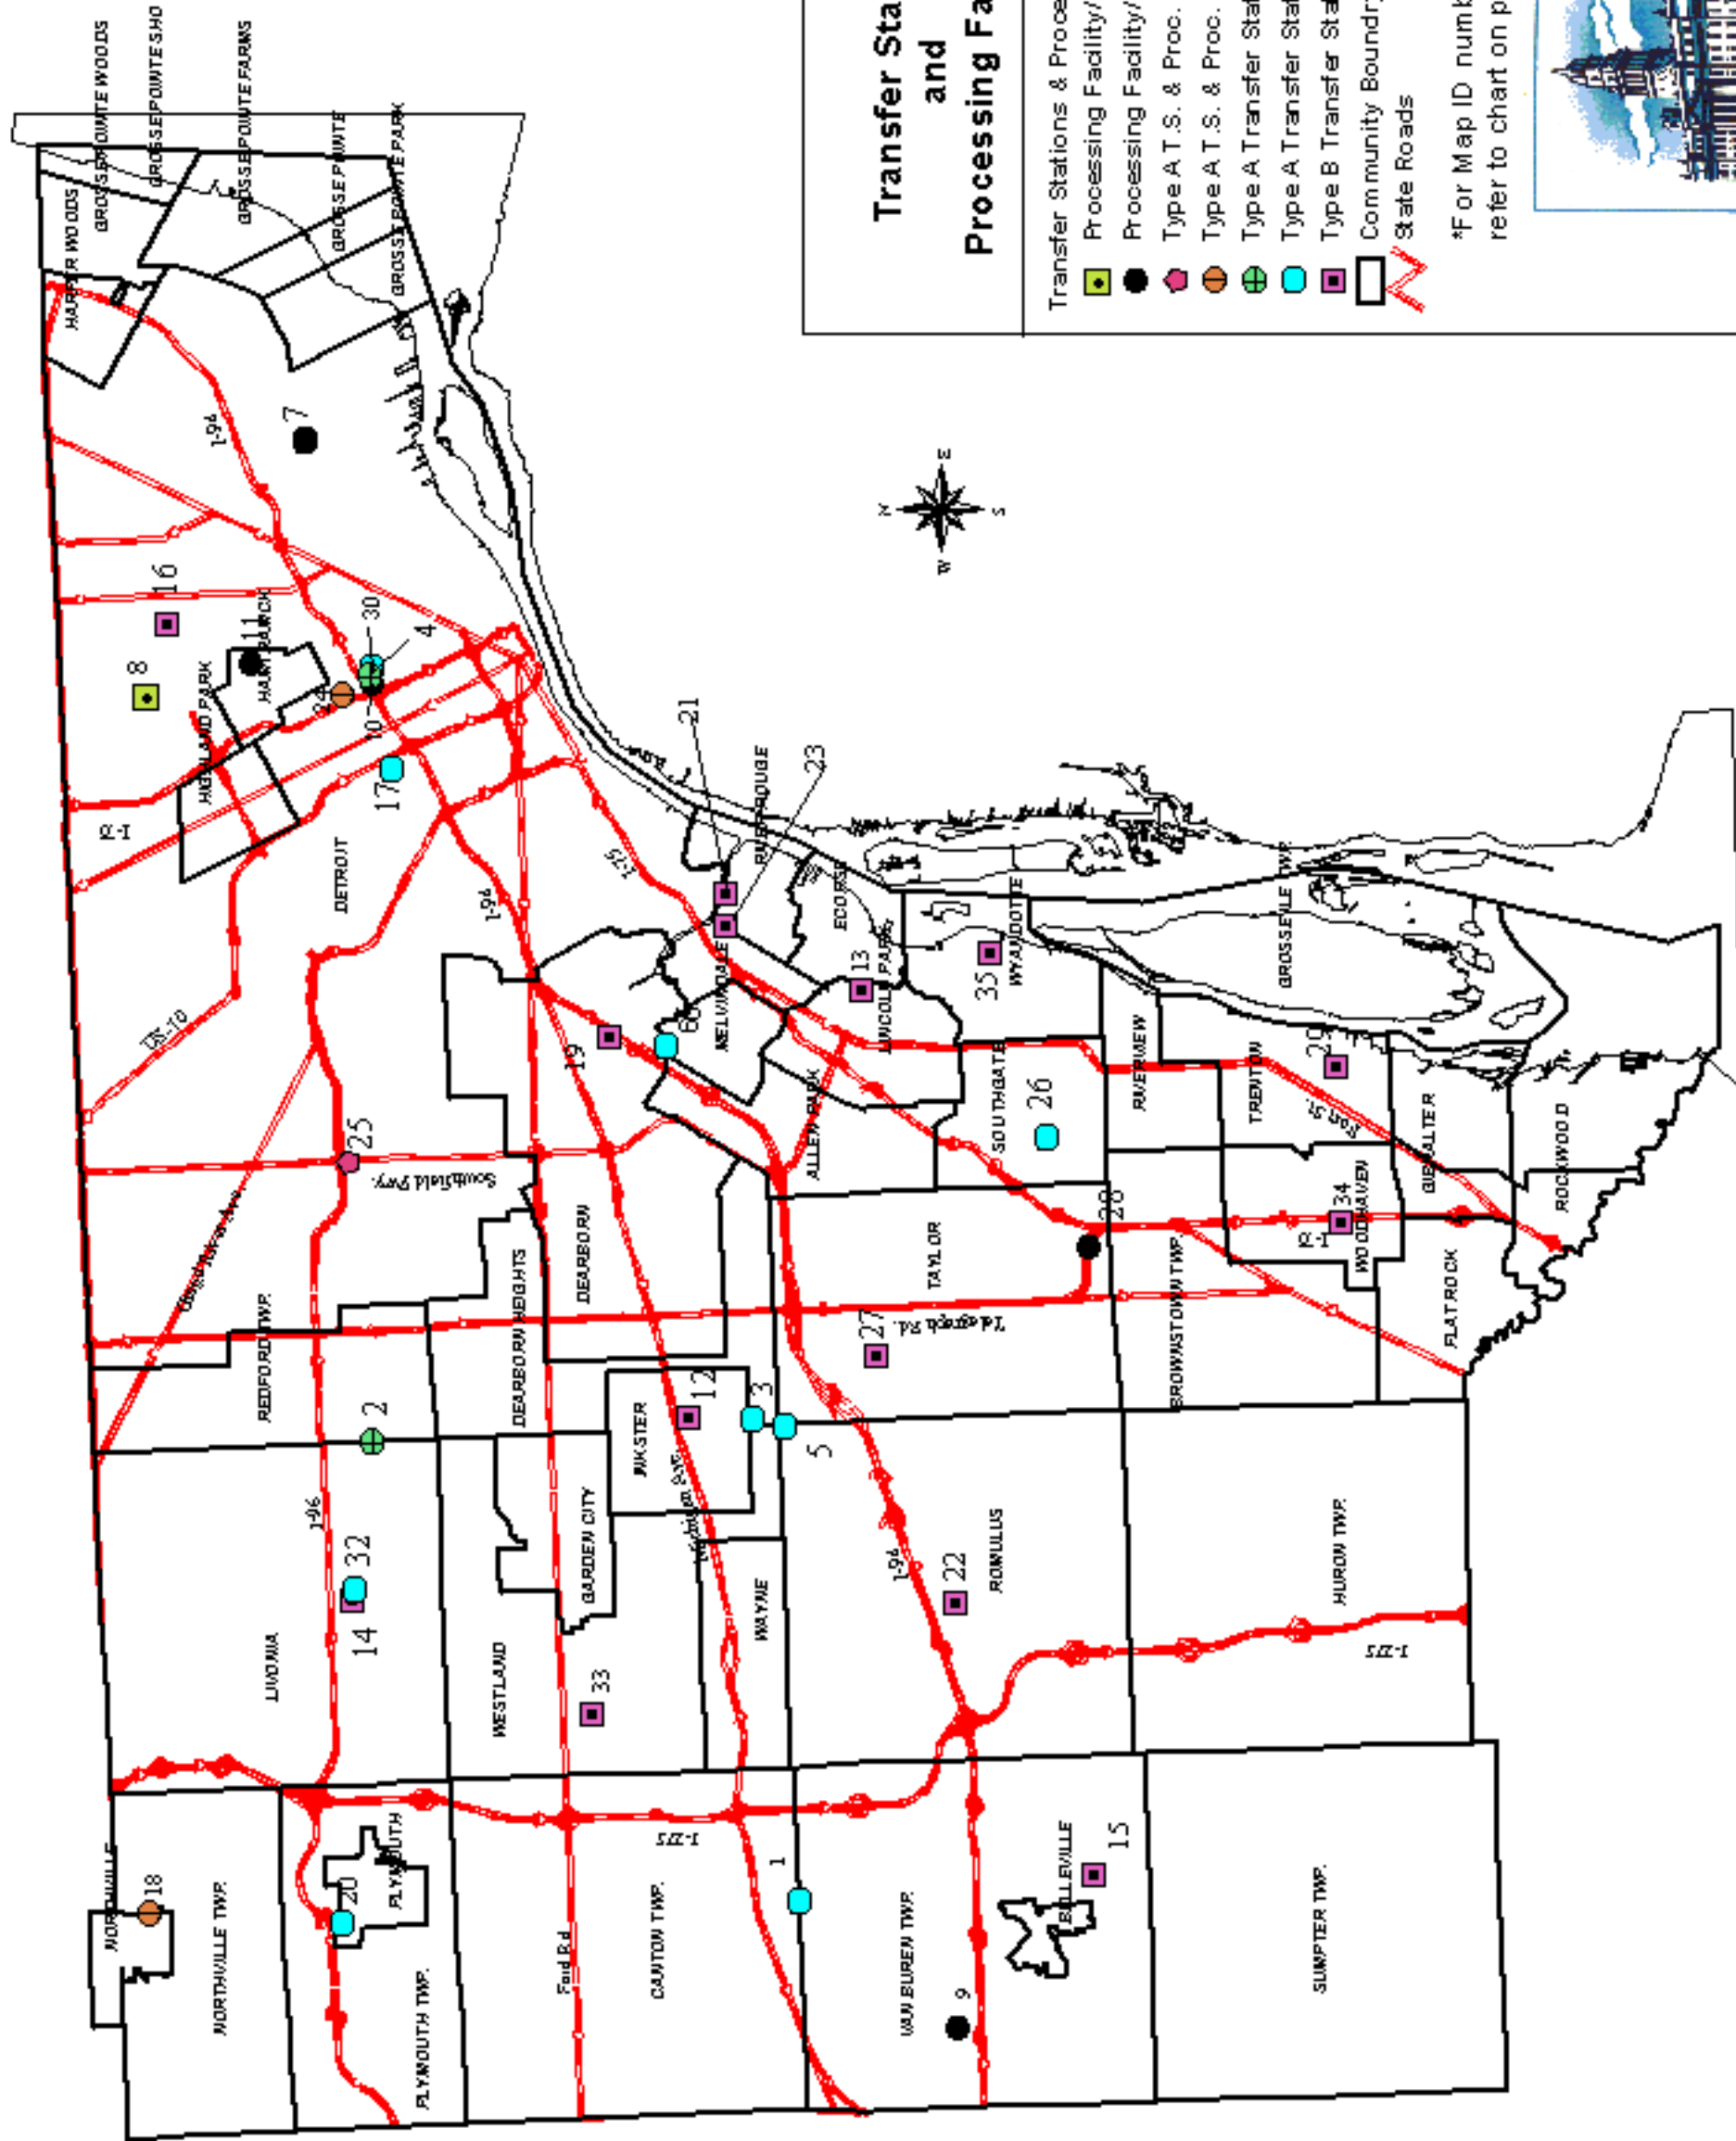 Transfer Sta
and
Processing Fa
Transfer Stations & Proce
Processing Facility/
Processing Facility/
Type A T.S. & Proc.
Type A T.S. & Proc.
Type A Transfer Stat
Type A Transfer Stat
Type B Transfer Sta
Community Boundry
State Roads
*For Map ID numb
refer to chart on p
N
W
E
S
NORTHVILLE
18
NORTHVILLE TWP.
20
PLYMOUTH
PLYMOUTH TWP.
Ford Rd
CANTON TWP.
I-275
1
VAN BUREN TWP.
9
BELLEVILLE
15
SUMPTER TWP.
LIVONIA
I-96
14
32
2
WESTLAND
33
GARDEN CITY
WAYNE
INKSTER
12
3
5
I-94
22
ROMULUS
HURON TWP.
I-275
REDFORD TWP.
DEARBORN HEIGHTS
DEARBORN
TAYLOR
27
Telegraph Rd.
28
BROWNSTOWN TWP.
I-75
34
WOODHAVEN
FLAT ROCK
ROCKWOOD
Southfield Fwy.
25
US-10
DETROIT
I-75
17
10
24
30
4
HIGHLAND PARK
8
11
HAMTRAMCK
16
I-94
7
HARPER WOODS
GROSSE POINTE WOODS
GROSSE POINTE SHO
GROSSE POINTE FARMS
GROSSE POINTE
GROSSE POINTE PARK
I-94
I-75
19
MELVINDALE
21
23
RIVER ROUGE
ECORSE
13
LINCOLN PARK
ALLEN PARK
35
WYANDOTTE
SOUTHGATE
26
RIVERVIEW
TRENTON
29
Fort St.
GIBRALTER
GROSSE ILE TWP.